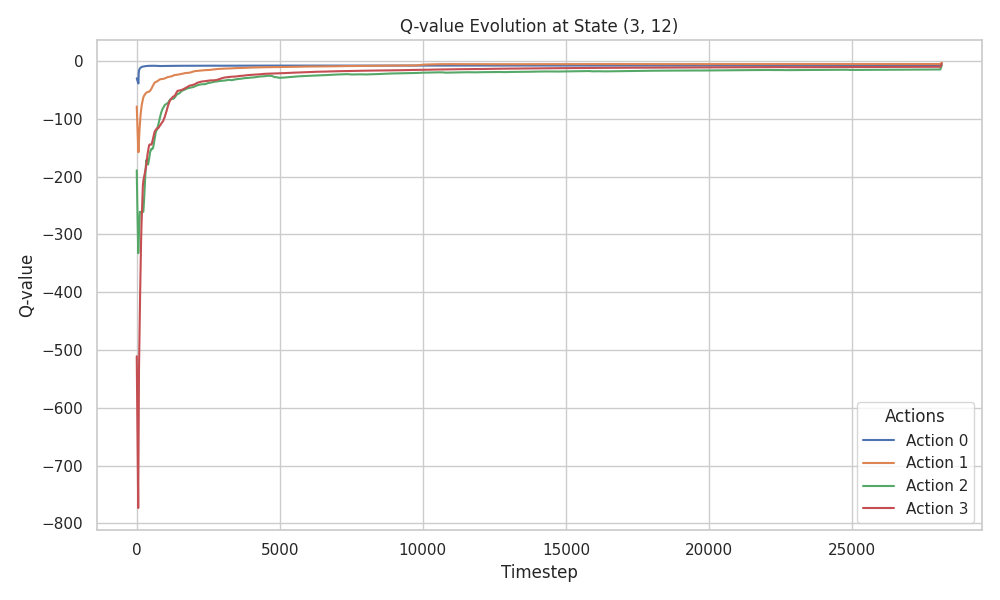 Q-value Evolution at State (3, 12)
Q-value
0
−100
−200
−300
−400
−500
−600
−700
−800
0
5000
10000
15000
20000
25000
Timestep
Actions
Action 0
Action 1
Action 2
Action 3